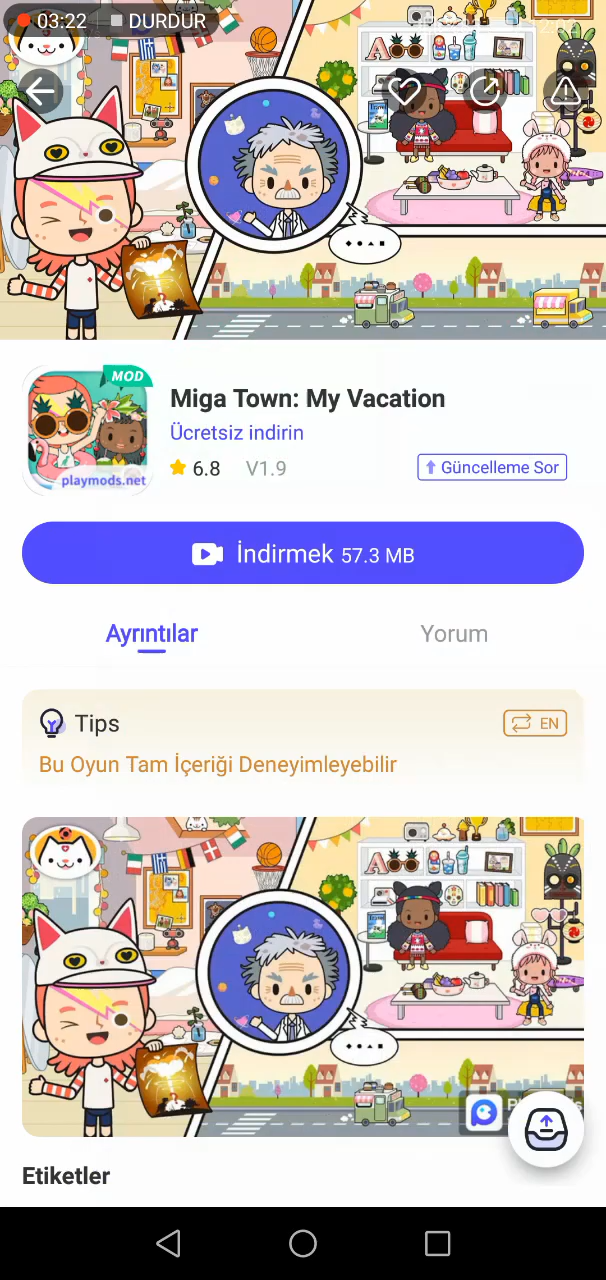 03:22 DURDUR
MOD
playmods.net
Miga Town: My Vacation
Ücretsiz indirin
6.8 V1.9
Güncelleme Sor
İndirmek 57.3 MB
Ayrıntılar
Yorum
Tips
EN
Bu Oyun Tam İçeriği Deneyimleyebilir
Etiketler